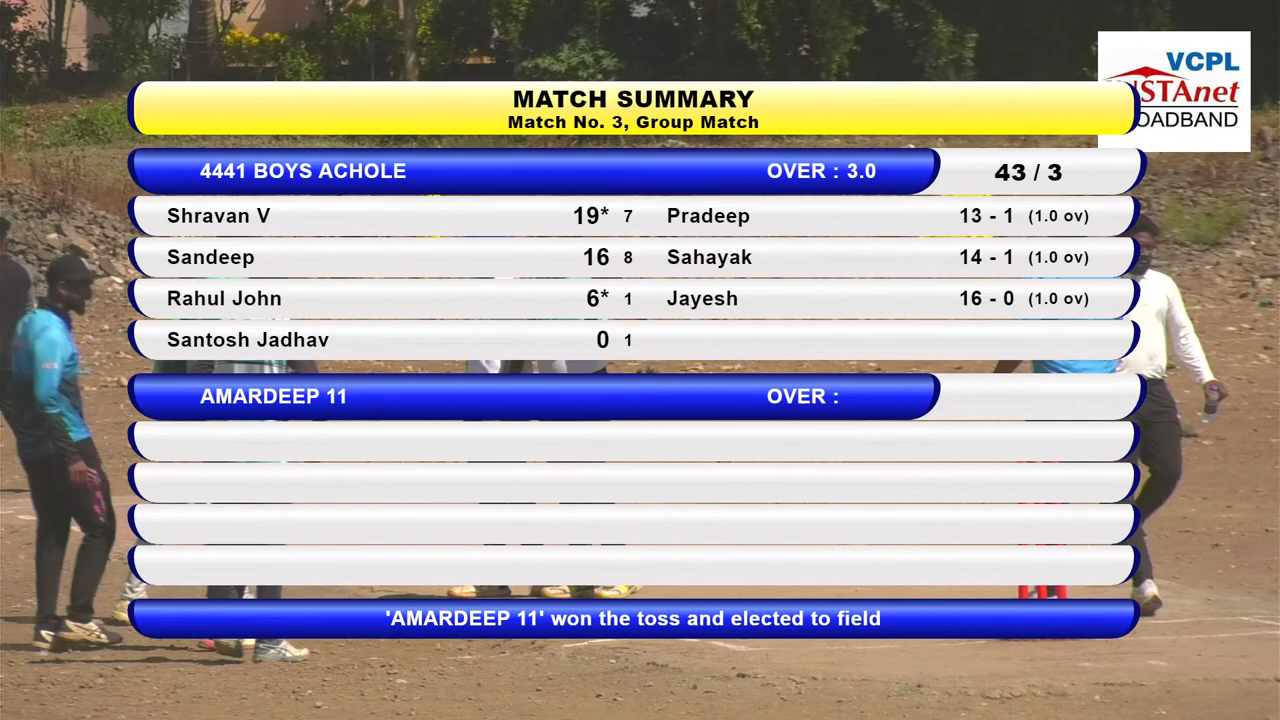 VCPL
MATCH SUMMARY
Match No. 3, Group Match
4441 BOYS ACHOLE OVER : 3.0 43 / 3
Shravan V 19* 7 Pradeep 13 - 1 (1.0 ov)
Sandeep 16 8 Sahayak 14 - 1 (1.0 ov)
Rahul John 6* 1 Jayesh 16 - 0 (1.0 ov)
Santosh Jadhav 0 1
AMARDEEP 11 OVER :
'AMARDEEP 11' won the toss and elected to field